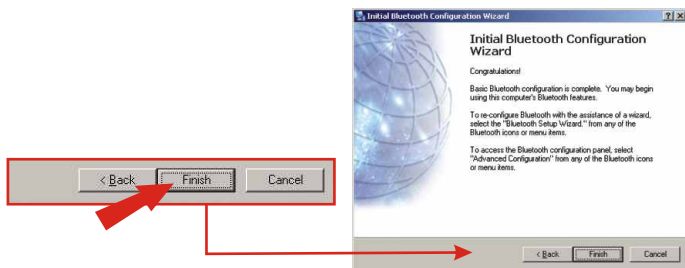 Initial Bluetooth Configuration Wizard
Initial Bluetooth Configuration
Wizard
Congratulations!
Basic Bluetooth configuration is complete. You may begin
using this computer's Bluetooth features.
To re-configure Bluetooth with the assistance of a wizard,
select the "Bluetooth Setup Wizard." from any of the
Bluetooth icons or menu items.
To access the Bluetooth configuration panel, select
"Advanced Configuration" from any of the Bluetooth icons
or menu items.
< Back Finish Cancel
< Back Finish Cancel